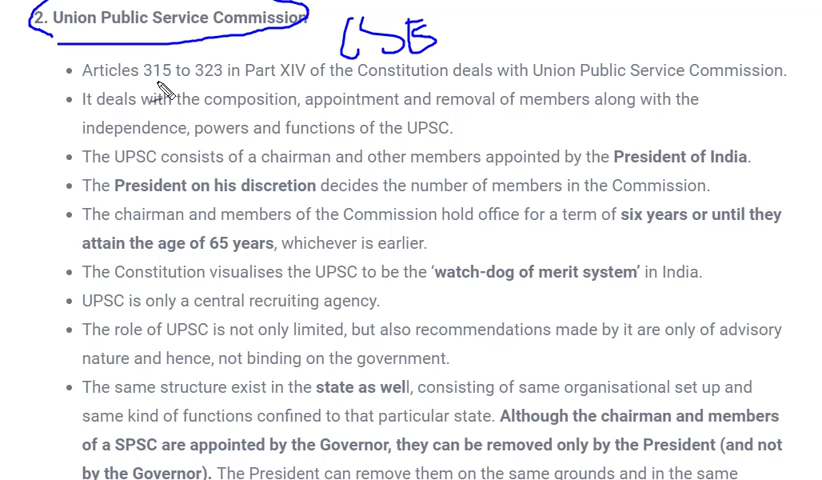 2. Union Public Service Commission
CSE
Articles 315 to 323 in Part XIV of the Constitution deals with Union Public Service Commission.
It deals with the composition, appointment and removal of members along with the
independence, powers and functions of the UPSC.
The UPSC consists of a chairman and other members appointed by the President of India.
The President on his discretion decides the number of members in the Commission.
The chairman and members of the Commission hold office for a term of six years or until they
attain the age of 65 years, whichever is earlier.
The Constitution visualises the UPSC to be the ‘watch-dog of merit system’ in India.
UPSC is only a central recruiting agency.
The role of UPSC is not only limited, but also recommendations made by it are only of advisory
nature and hence, not binding on the government.
The same structure exist in the state as well, consisting of same organisational set up and
same kind of functions confined to that particular state. Although the chairman and members
of a SPSC are appointed by the Governor, they can be removed only by the President (and not
by the Governor). The President can remove them on the same grounds and in the same